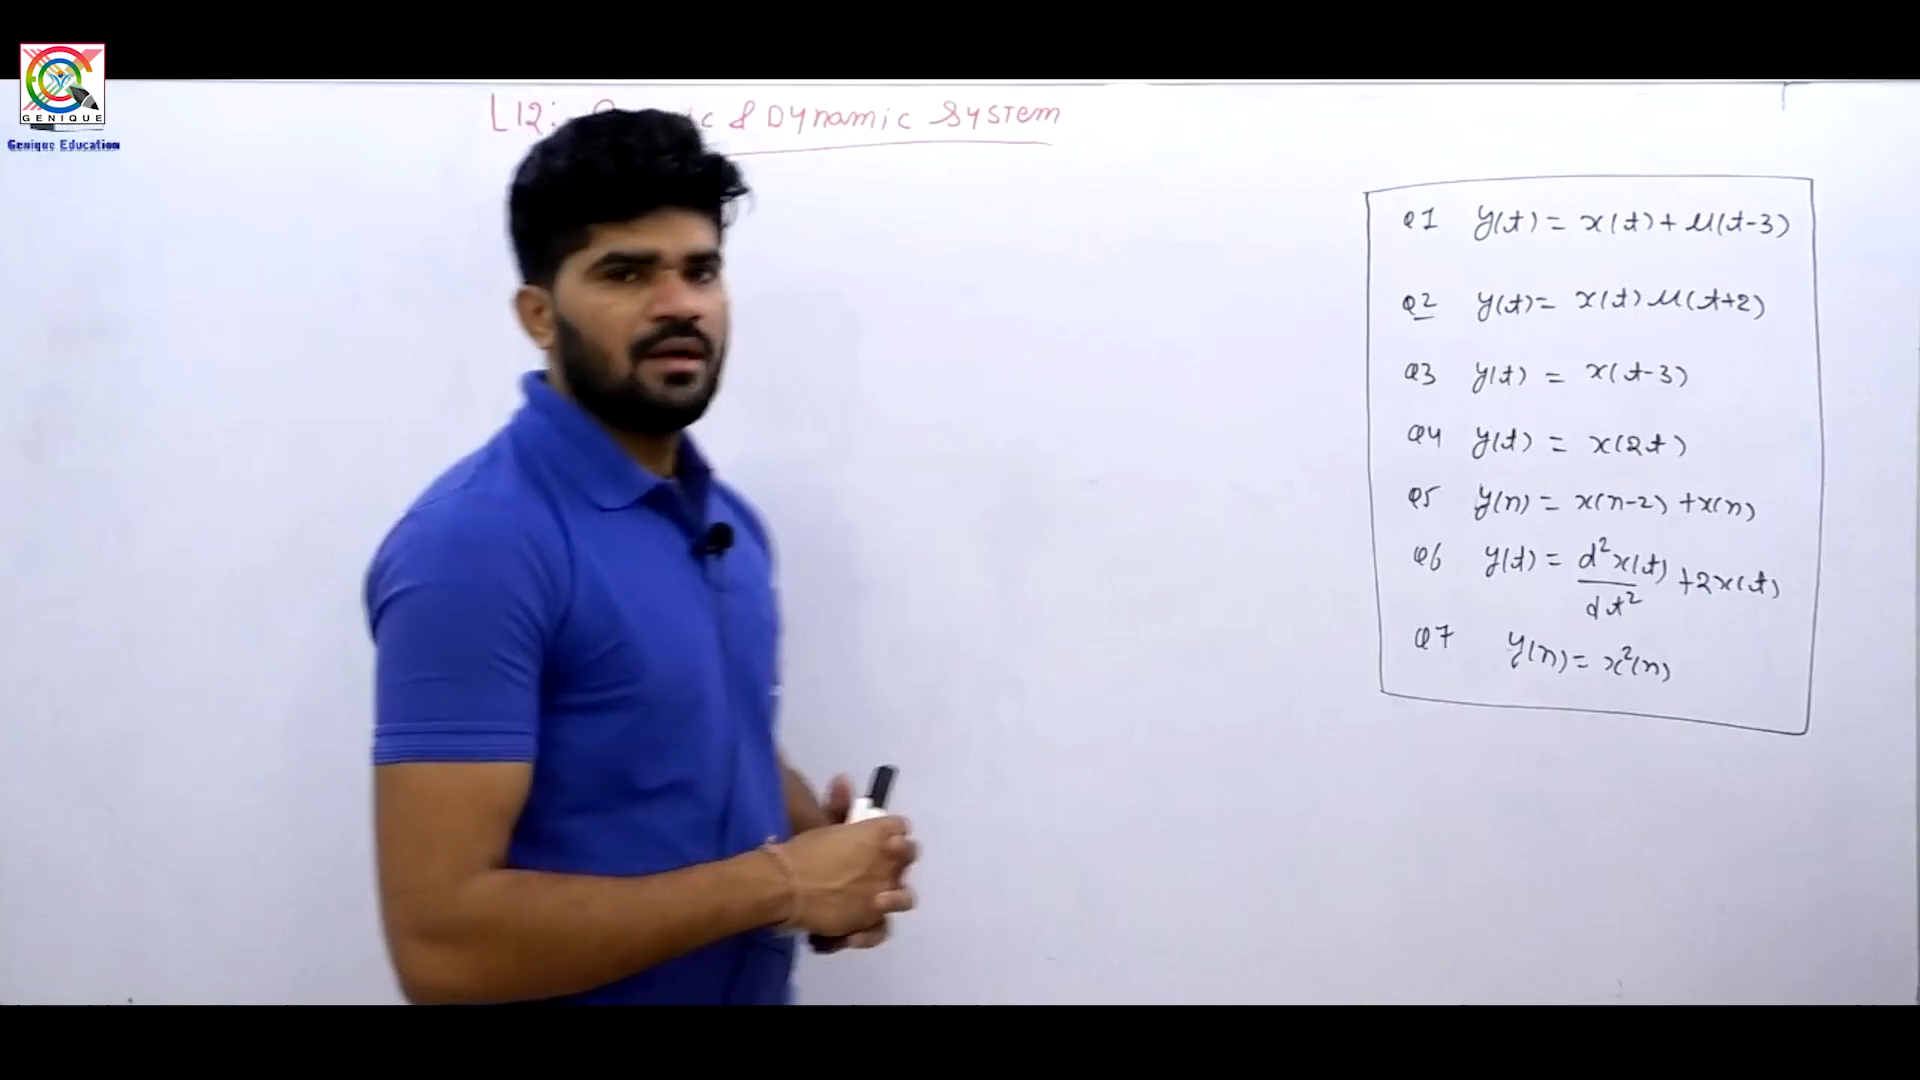 GENIQUE
Genique Education
L12: & Dynamic System
Q1 y(t) = x(t) + u(t-3)
Q2 y(t) = x(t) u(t+2)
Q3 y(t) = x(t-3)
Q4 y(t) = x(2t)
Q5 y(n) = x(n-2) + x(n)
Q6 y(t) = d²x(t)/dt² + 2x(t)
Q7 y(n) = x²(n)